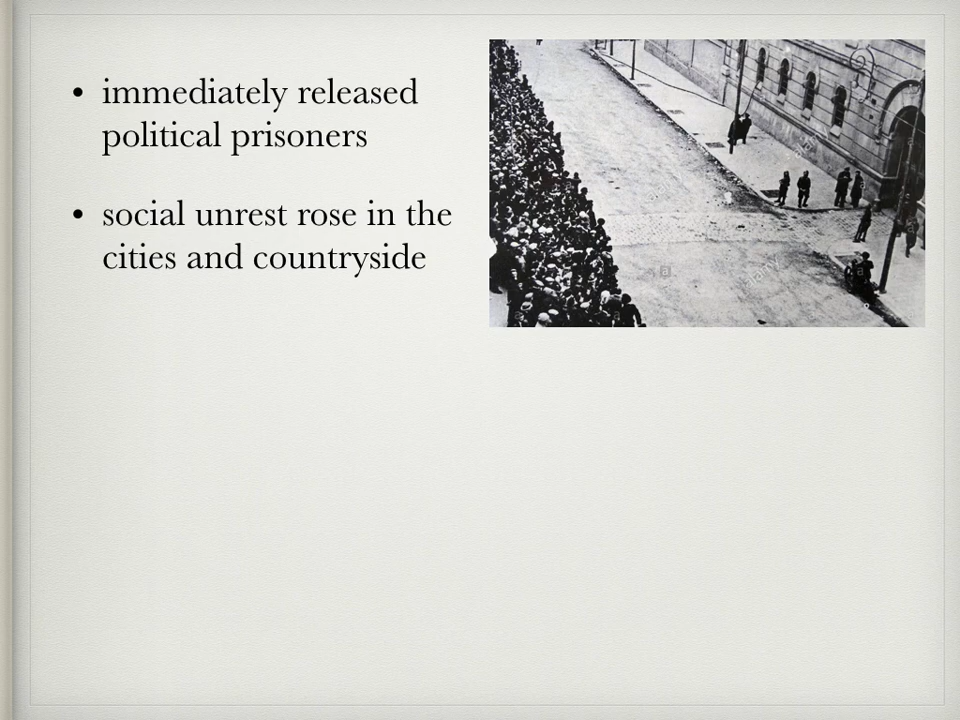 • immediately released
political prisoners
• social unrest rose in the
cities and countryside
a